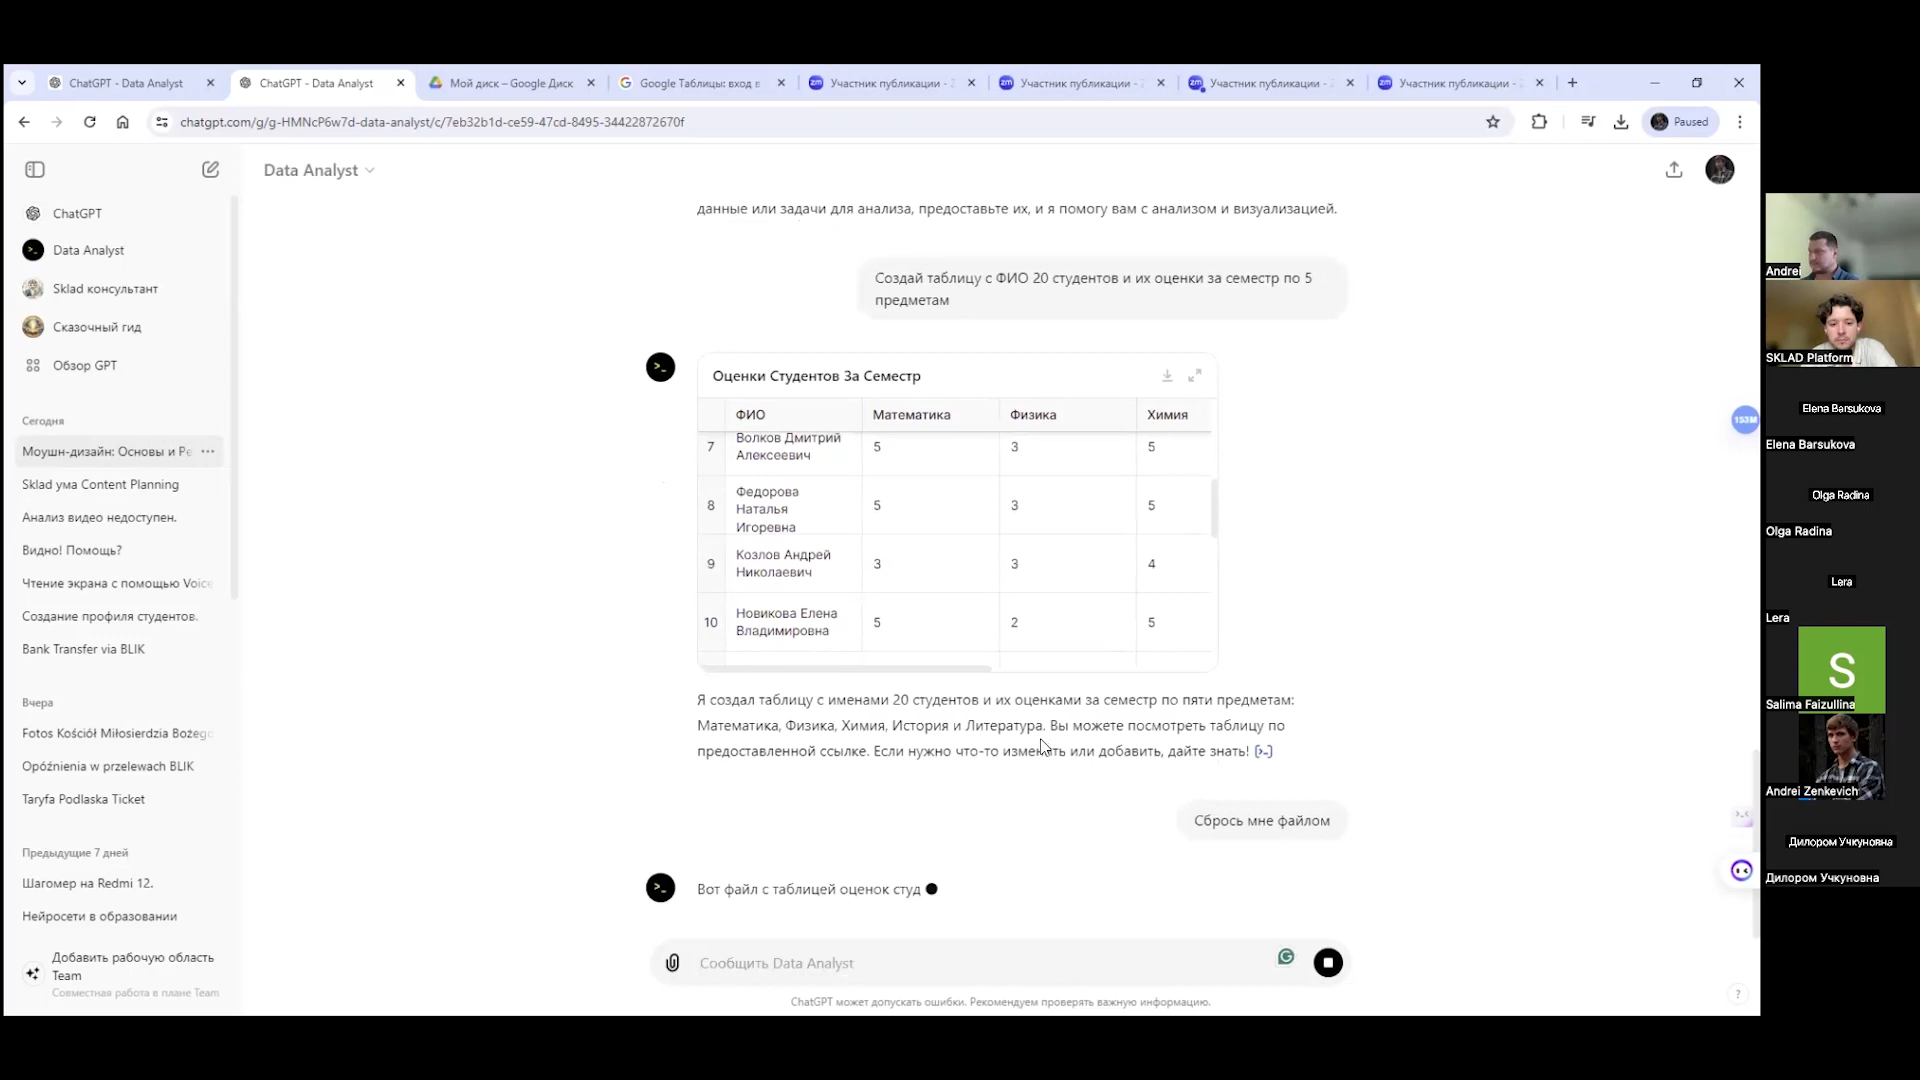 ChatGPT - Data Analyst
ChatGPT - Data Analyst
Мой диск – Google Диск
Google Таблицы: вход в
Участник публикации - 
Участник публикации - 
Участник публикации - 
Участник публикации - 
chatgpt.com/g/g-HMNcP6w7d-data-analyst/c/7eb32b1d-ce59-47cd-8495-34422872670f
Paused
Data Analyst
ChatGPT
Data Analyst
Sklad консультант
Сказочный гид
Обзор GPT
Сегодня
Моушн-дизайн: Основы и Ре
Sklad ума Content Planning
Анализ видео недоступен.
Видно! Помощь?
Чтение экрана с помощью Voice
Создание профиля студентов.
Bank Transfer via BLIK
Вчера
Fotos Kościół Miłosierdzia Bożego
Opóźnienia w przelewach BLIK
Taryfa Podlaska Ticket
Предыдущие 7 дней
Шагомер на Redmi 12.
Нейросети в образовании
Добавить рабочую область
Team
Совместная работа в плане Team
данные или задачи для анализа, предоставьте их, и я помогу вам с анализом и визуализацией.
Создай таблицу с ФИО 20 студентов и их оценки за семестр по 5
предметам
Оценки Студентов За Семестр
ФИО Математика Физика Химия
7 Волков Дмитрий Алексеевич 5 3 5
8 Федорова Наталья Игоревна 5 3 5
9 Козлов Андрей Николаевич 3 3 4
10 Новикова Елена Владимировна 5 2 5
Я создал таблицу с именами 20 студентов и их оценками за семестр по пяти предметам:
Математика, Физика, Химия, История и Литература. Вы можете посмотреть таблицу по
предоставленной ссылке. Если нужно что-то изменить или добавить, дайте знать! [>-]
Сбрось мне файлом
Вот файл с таблицей оценок студ
Сообщить Data Analyst
ChatGPT может допускать ошибки. Рекомендуем проверять важную информацию.
?
153M
Andrei
SKLAD Platform
Elena Barsukova
Elena Barsukova
Olga Radina
Olga Radina
Lera
Lera
S
Salima Faizullina
Andrei Zenkevich
Дилором Учкуновна
Дилором Учкуновна